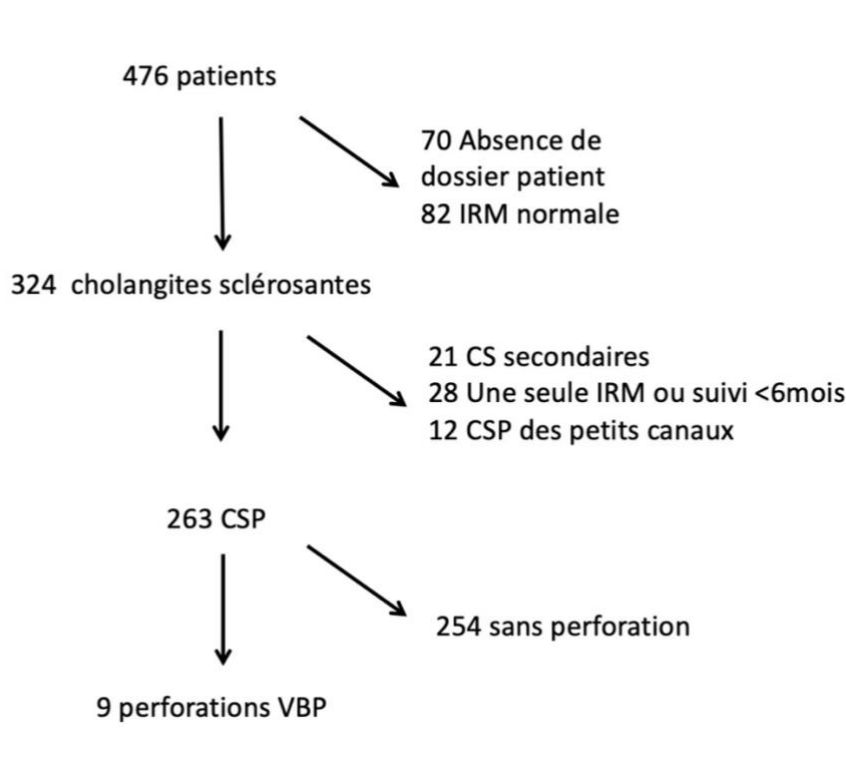 476 patients
70 Absence de
dossier patient
82 IRM normale
324 cholangites sclérosantes
21 CS secondaires
28 Une seule IRM ou suivi <6mois
12 CSP des petits canaux
263 CSP
254 sans perforation
9 perforations VBP